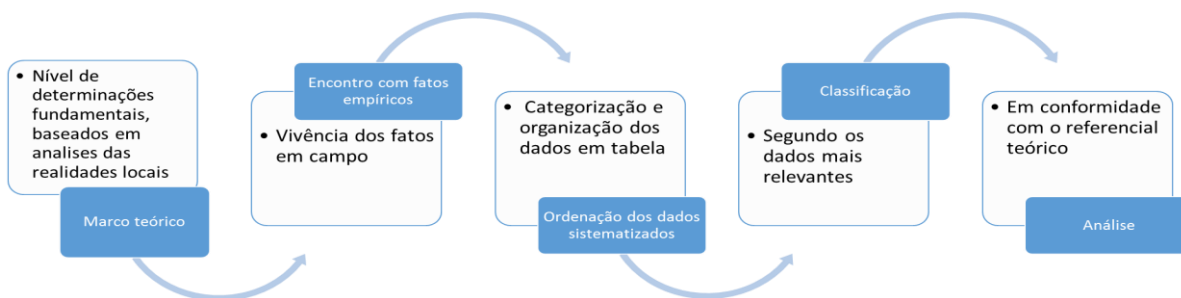 • Nível de
determinações
fundamentais,
baseados em
analises das
realidades locais
Marco teórico
Encontro com fatos
empíricos
• Vivência dos fatos
em campo
• Categorização e
organização dos
dados em tabela
Ordenação dos dados
sistematizados
Classificação
• Segundo os
dados mais
relevantes
• Em conformidade
com o referencial
teórico
Análise